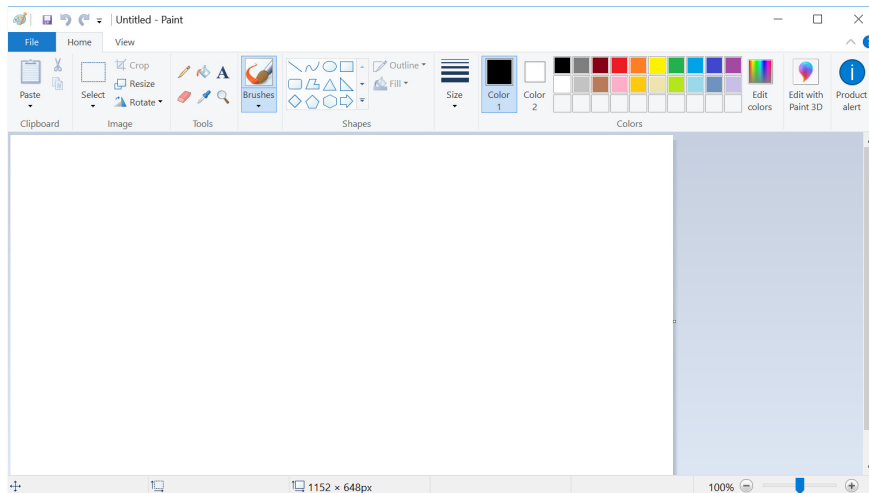 Untitled - Paint
File Home View
Paste
Clipboard
Select
Crop
Resize
Rotate
Image
A
Tools
Brushes
Outline
Fill
Shapes
Size
Color 1
Color 2
Colors
Edit colors
Edit with Paint 3D
Product alert
1152 × 648px
100%